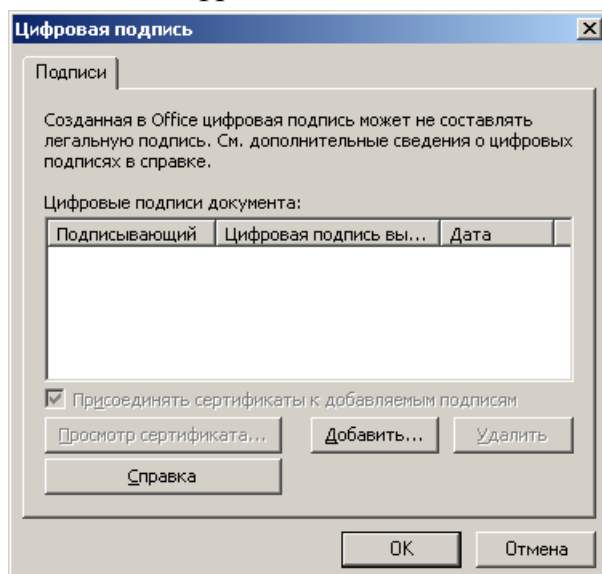 Цифровая подпись
Подписи
Созданная в Office цифровая подпись может не составлять
легальную подпись. См. дополнительные сведения о цифровых
подписях в справке.
Цифровые подписи документа:
Подписывающий Цифровая подпись вы... Дата
Присоединять сертификаты к добавляемым подписям
Просмотр сертификата... Добавить... Удалить
Справка
OK Отмена